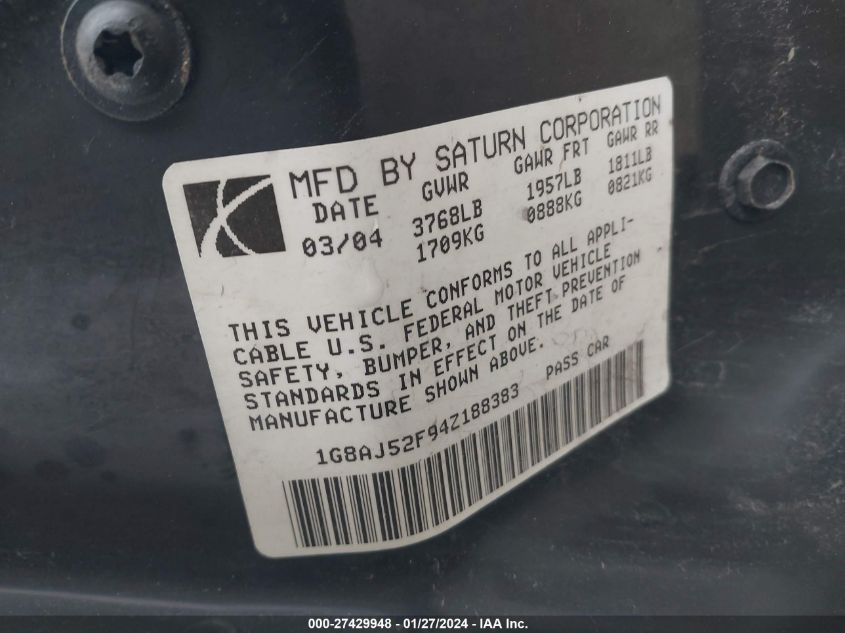 MFD BY SATURN CORPORATION
DATE GVWR GAWR FRT GAWR RR
03/04 3768LB 1957LB 1811LB
1709KG 0888KG 0821KG
THIS VEHICLE CONFORMS TO ALL APPLI-
CABLE U.S. FEDERAL MOTOR VEHICLE
SAFETY, BUMPER, AND THEFT PREVENTION
STANDARDS IN EFFECT ON THE DATE OF
MANUFACTURE SHOWN ABOVE.
1G8AJ52F94Z188383 PASS CAR
000-27429948 - 01/27/2024 - IAA Inc.